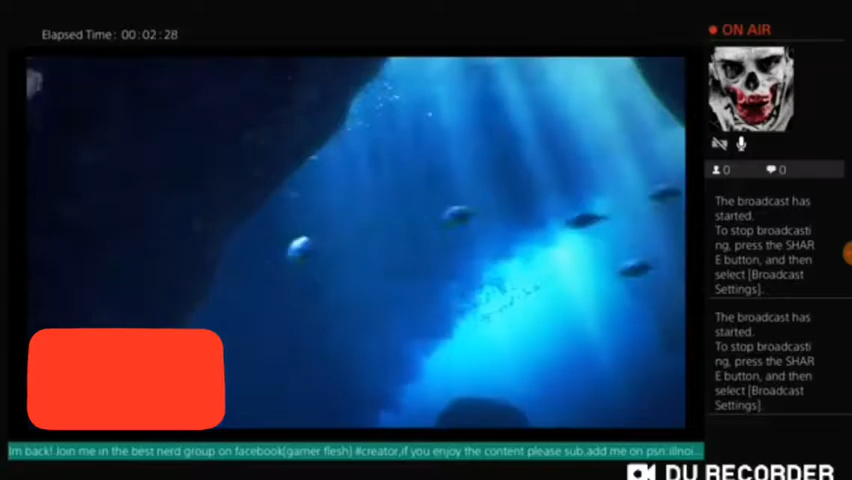 Elapsed Time: 00:02:28
ON AIR
0 0
The broadcast has
started.
To stop broadcasti
ng, press the SHAR
E button, and then
select [Broadcast
Settings].
The broadcast has
started.
To stop broadcasti
ng, press the SHAR
E button, and then
select [Broadcast
Settings].
Im back! Join me in the best nerd group on facebook(gamer flesh) #creator,if you enjoy the content please sub,add me on psn:illnoi...
DU RECORDER